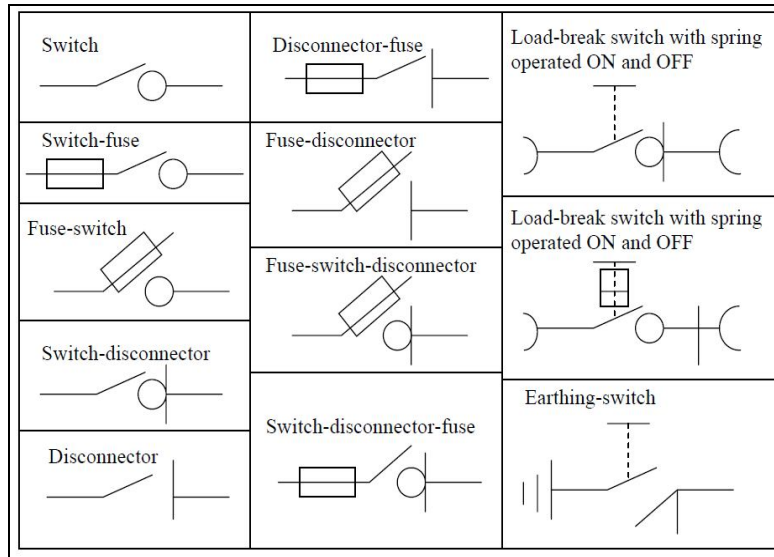 Switch
Switch-fuse
Fuse-switch
Switch-disconnector
Disconnector
Disconnector-fuse
Fuse-disconnector
Fuse-switch-disconnector
Switch-disconnector-fuse
Load-break switch with spring
operated ON and OFF
Load-break switch with spring
operated ON and OFF
Earthing-switch